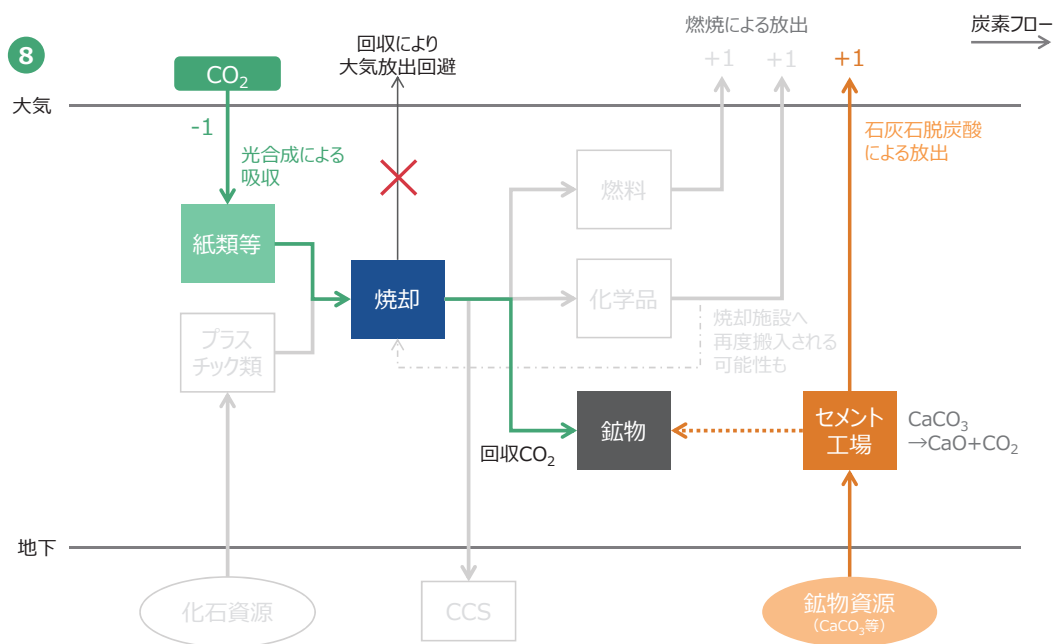 8
大気
CO₂
-1
光合成による
吸収
回収により
大気放出回避
燃焼による放出
+1
+1
+1
炭素フロー
石灰石脱炭酸
による放出
紙類等
プラス
チック類
焼却
燃料
化学品
焼却施設へ
再度搬入される
可能性も
鉱物
回収CO₂
セメント
工場
CaCO₃
→CaO+CO₂
地下
化石資源
CCS
鉱物資源
（CaCO₃等）